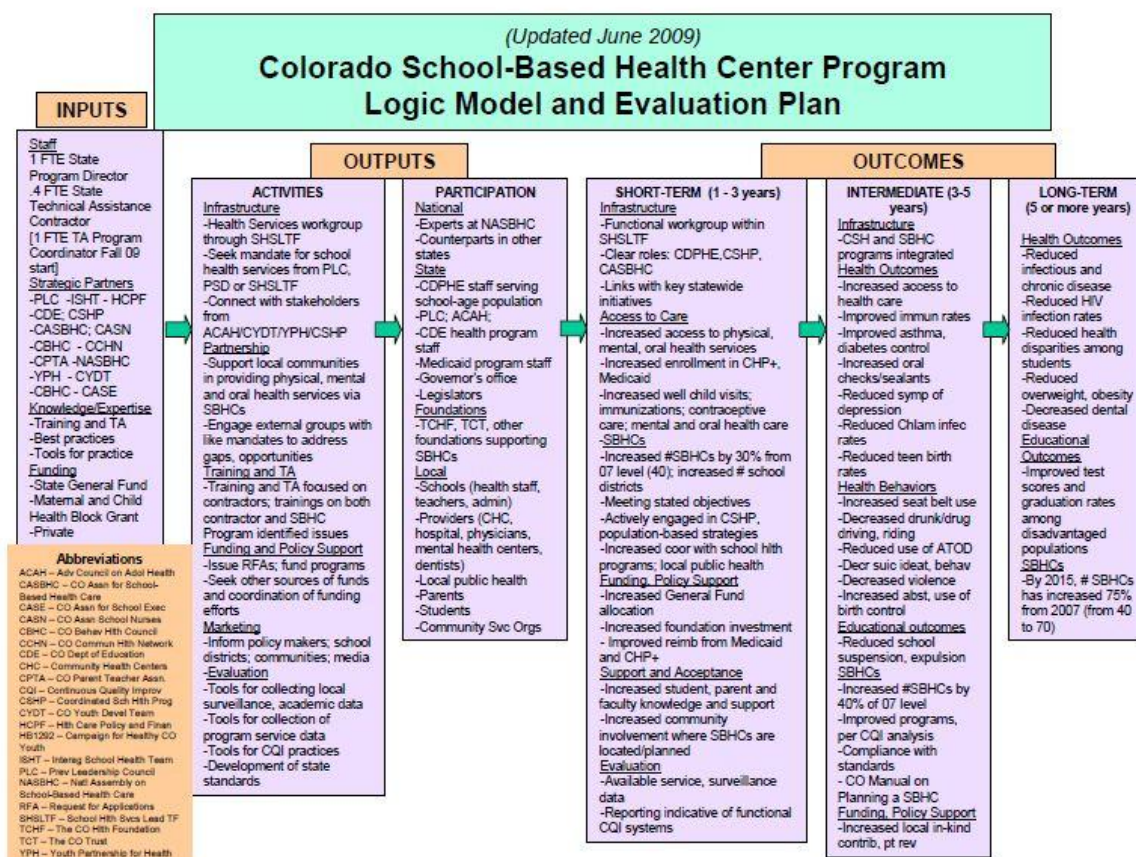 (Updated June 2009)
Colorado School-Based Health Center Program
Logic Model and Evaluation Plan
INPUTS
Staff
1 FTE State
Program Director
.4 FTE State
Technical Assistance
Contractor
[1 FTE TA Program
Coordinator Fall 09
start]
Strategic Partners
-PLC -ISHT - HCPF
-CDE; CSHP
-CASBHC; CASN
-CBHC - CCHN
-CPTA -NASBHC
-YPH - CYDT
-CBHC - CASE
Knowledge/Expertise
-Training and TA
-Best practices
-Tools for practice
Funding
-State General Fund
-Maternal and Child
Health Block Grant
-Private
Abbreviations
ACAH – Adv Council on Adol Health
CASBHC – CO Assn for School-
Based Health Care
CASE – CO Assn for School Exec
CASN – CO Assn School Nurses
CBHC – CO Behav Hlth Council
CCHN – CO Commun Hlth Network
CDE – CO Dept of Education
CHC – Community Health Centers
CPTA – CO Parent Teacher Assn.
CQI – Continuous Quality Improv
CSHP – Coordinated Sch Hlth Prog
CYDT – CO Youth Devel Team
HCPF – Hlth Care Policy and Finan
HB1292 – Campaign for Healthy CO
Youth
ISHT – Interag School Health Team
PLC – Prev Leadership Council
NASBHC – Natl Assembly on
School-Based Health Care
RFA – Request for Applications
SHSLTF – School Hlth Svcs Lead TF
TCHF – The CO Hlth Foundation
TCT – The CO Trust
YPH – Youth Partnership for Health
OUTPUTS
ACTIVITIES
Infrastructure
-Health Services workgroup
through SHSLTF
-Seek mandate for school
health services from PLC,
PSD or SHSLTF
-Connect with stakeholders
from
ACAH/CYDT/YPH/CSHP
Partnership
-Support local communities
in providing physical, mental
and oral health services via
SBHCs
-Engage external groups with
like mandates to address
gaps, opportunities
Training and TA
-Training and TA focused on
contractors; trainings on both
contractor and SBHC
Program identified issues
Funding and Policy Support
-Issue RFAs; fund programs
-Seek other sources of funds
and coordination of funding
efforts
Marketing
-Inform policy makers; school
districts; communities; media
-Evaluation
-Tools for collecting local
surveillance, academic data
-Tools for collection of
program service data
-Tools for CQI practices
-Development of state
standards
PARTICIPATION
National
-Experts at NASBHC
-Counterparts in other
states
State
-CDPHE staff serving
school-age population
-PLC; ACAH;
-CDE health program
staff
-Medicaid program staff
-Governor's office
-Legislators
Foundations
-TCHF, TCT, other
foundations supporting
SBHCs
Local
-Schools (health staff,
teachers, admin)
-Providers (CHC,
hospital, physicians,
mental health centers,
dentists)
-Local public health
-Parents
-Students
-Community Svc Orgs
OUTCOMES
SHORT-TERM (1 - 3 years)
Infrastructure
-Functional workgroup within
SHSLTF
-Clear roles: CDPHE,CSHP,
CASBHC
-Links with key statewide
initiatives
Access to Care
-Increased access to physical,
mental, oral health services
-Increased enrollment in CHP+,
Medicaid
-Increased well child visits;
immunizations; contraceptive
care; mental and oral health care
-SBHCs
-Increased #SBHCs by 30% from
07 level (40); increased # school
districts
-Meeting stated objectives
-Actively engaged in CSHP,
population-based strategies
-Increased coor with school hlth
programs; local public health
Funding, Policy Support
-Increased General Fund
allocation
-Increased foundation investment
- Improved reimb from Medicaid
and CHP+
Support and Acceptance
-Increased student, parent and
faculty knowledge and support
-Increased community
involvement where SBHCs are
located/planned
Evaluation
-Available service, surveillance
data
-Reporting indicative of functional
CQI systems
INTERMEDIATE (3-5
years)
Infrastructure
-CSH and SBHC
programs integrated
Health Outcomes
-Increased access to
health care
-Improved immun rates
-Improved asthma,
diabetes control
-Increased oral
checks/sealants
-Reduced symp of
depression
-Reduced Chlam infec
rates
-Reduced teen birth
rates
Health Behaviors
-Increased seat belt use
-Decreased drunk/drug
driving, riding
-Reduced use of ATOD
-Decr suic ideat, behav
-Decreased violence
-Increased abst, use of
birth control
Educational outcomes
-Reduced school
suspension, expulsion
SBHCs
-Increased #SBHCs by
40% of 07 level
-Improved programs,
per CQI analysis
-Compliance with
standards
- CO Manual on
Planning a SBHC
Funding, Policy Support
-Increased local in-kind
contrib, pt rev
LONG-TERM
(5 or more years)
Health Outcomes
-Reduced
infectious and
chronic disease
-Reduced HIV
infection rates
-Reduced health
disparities among
students
-Reduced
overweight, obesity
-Decreased dental
disease
Educational
Outcomes
-Improved test
scores and
graduation rates
among
disadvantaged
populations
SBHCs
-By 2015, # SBHCs
has increased 75%
from 2007 (from 40
to 70)